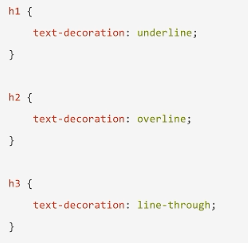 h1 {
    text-decoration: underline;
}

h2 {
    text-decoration: overline;
}

h3 {
    text-decoration: line-through;
}